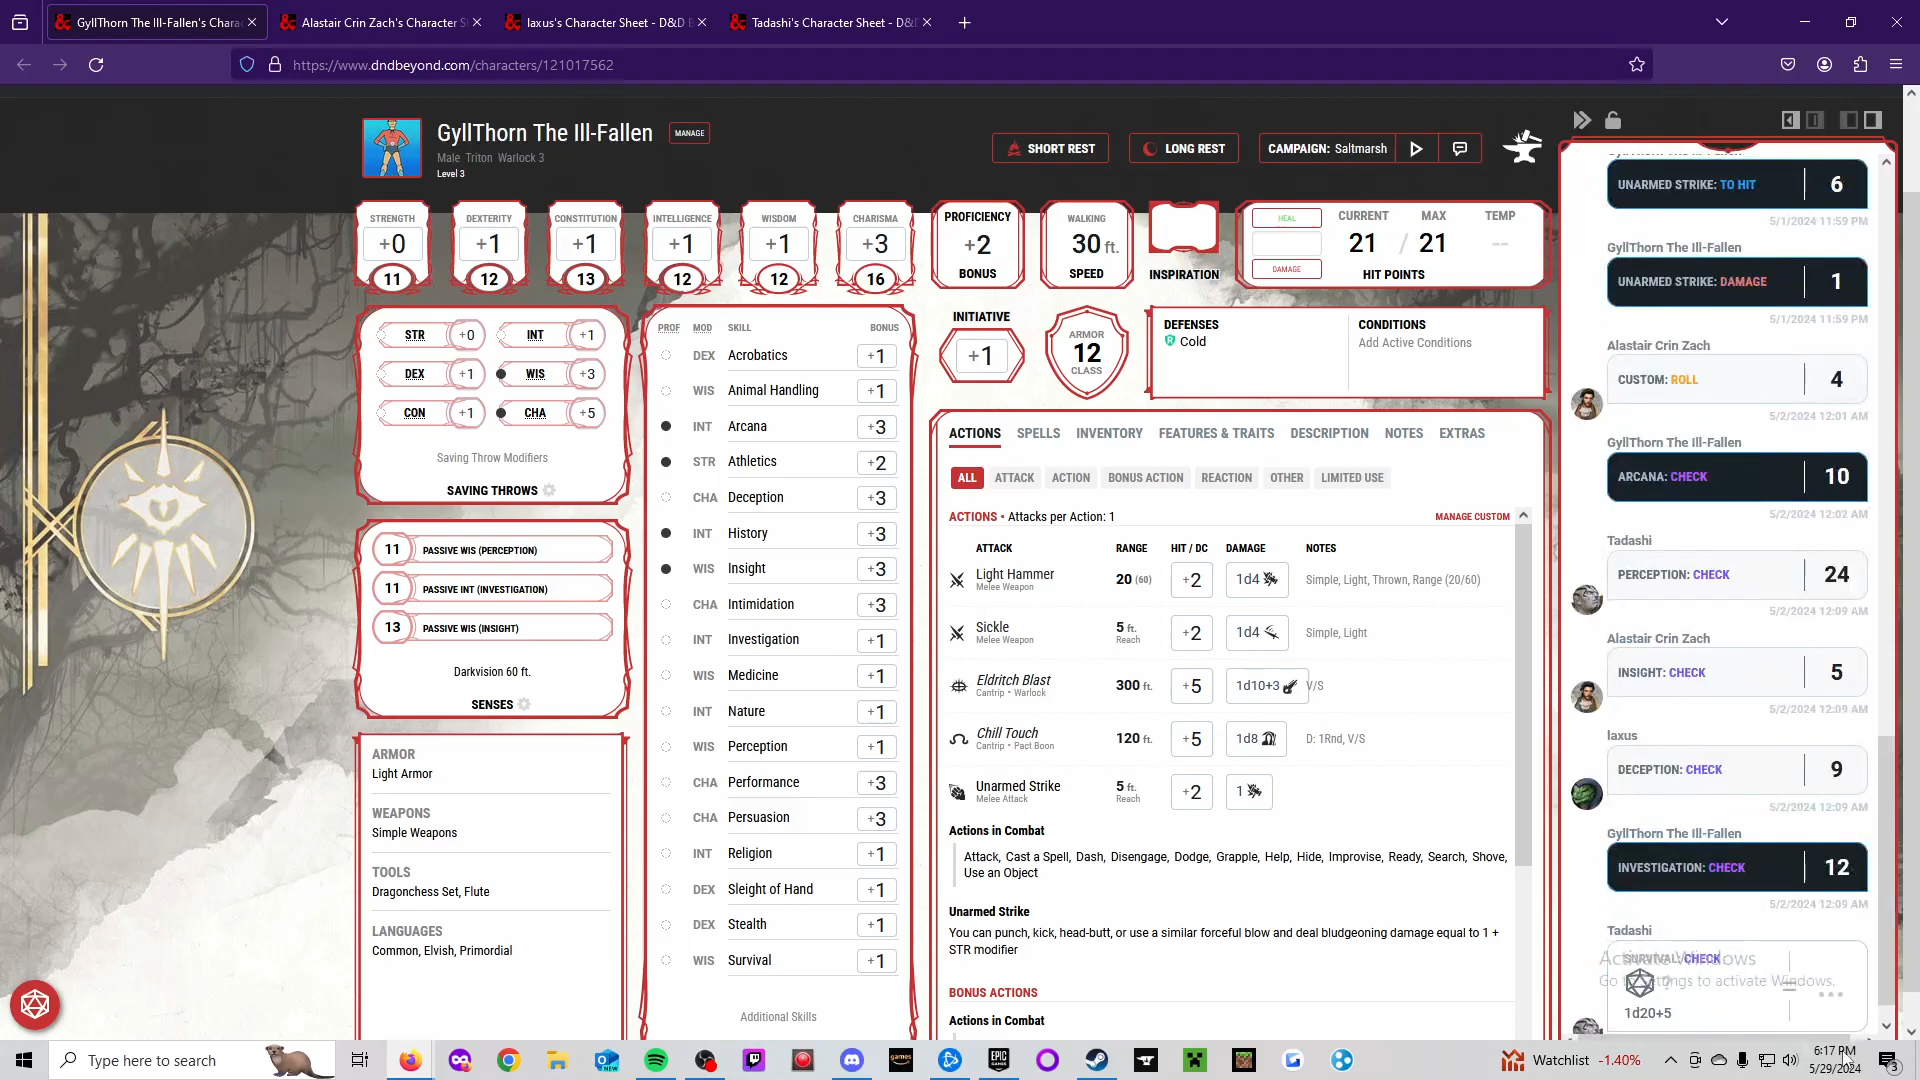 GyllThorn The Ill-Fallen's Chara
Alastair Crin Zach's Character S
laxus's Character Sheet - D&D B
Tadashi's Character Sheet - D&D
https://www.dndbeyond.com/characters/121017562
GyllThorn The Ill-Fallen
MANAGE
Male Triton Warlock 3
Level 3
SHORT REST
LONG REST
CAMPAIGN: Saltmarsh
STRENGTH
+0
11
DEXTERITY
+1
12
CONSTITUTION
+1
13
INTELLIGENCE
+1
12
WISDOM
+1
12
CHARISMA
+3
16
PROFICIENCY
+2
BONUS
WALKING
30 ft.
SPEED
INSPIRATION
HEAL
DAMAGE
CURRENT
MAX
TEMP
21 / 21
--
HIT POINTS
STR +0
INT +1
DEX +1
WIS +3
CON +1
CHA +5
Saving Throw Modifiers
SAVING THROWS
11 PASSIVE WIS (PERCEPTION)
11 PASSIVE INT (INVESTIGATION)
13 PASSIVE WIS (INSIGHT)
Darkvision 60 ft.
SENSES
ARMOR
Light Armor
WEAPONS
Simple Weapons
TOOLS
Dragonchess Set, Flute
LANGUAGES
Common, Elvish, Primordial
PROF MOD SKILL BONUS
DEX Acrobatics +1
WIS Animal Handling +1
INT Arcana +3
STR Athletics +2
CHA Deception +3
INT History +3
WIS Insight +3
CHA Intimidation +3
INT Investigation +1
WIS Medicine +1
INT Nature +1
WIS Perception +1
CHA Performance +3
CHA Persuasion +3
INT Religion +1
DEX Sleight of Hand +1
DEX Stealth +1
WIS Survival +1
Additional Skills
INITIATIVE
+1
ARMOR
12
CLASS
DEFENSES
Cold
CONDITIONS
Add Active Conditions
ACTIONS SPELLS INVENTORY FEATURES & TRAITS DESCRIPTION NOTES EXTRAS
ALL ATTACK ACTION BONUS ACTION REACTION OTHER LIMITED USE
ACTIONS • Attacks per Action: 1
MANAGE CUSTOM
ATTACK RANGE HIT / DC DAMAGE NOTES
Light Hammer 20 (60) +2 1d4 Simple, Light, Thrown, Range (20/60)
Melee Weapon
Sickle 5 ft. +2 1d4 Simple, Light
Melee Weapon Reach
Eldritch Blast 300 ft. +5 1d10+3 V/S
Cantrip • Warlock
Chill Touch 120 ft. +5 1d8 D: 1Rnd, V/S
Cantrip • Pact Boon
Unarmed Strike 5 ft. +2 1
Melee Attack Reach
Actions in Combat
Attack, Cast a Spell, Dash, Disengage, Dodge, Grapple, Help, Hide, Improvise, Ready, Search, Shove,
Use an Object
Unarmed Strike
You can punch, kick, head-butt, or use a similar forceful blow and deal bludgeoning damage equal to 1 +
STR modifier
BONUS ACTIONS
Actions in Combat
GyllThorn The Ill-Fallen
UNARMED STRIKE: TO HIT 6
5/1/2024 11:59 PM
GyllThorn The Ill-Fallen
UNARMED STRIKE: DAMAGE 1
5/1/2024 11:59 PM
Alastair Crin Zach
CUSTOM: ROLL 4
5/2/2024 12:01 AM
GyllThorn The Ill-Fallen
ARCANA: CHECK 10
5/2/2024 12:02 AM
Tadashi
PERCEPTION: CHECK 24
5/2/2024 12:09 AM
Alastair Crin Zach
INSIGHT: CHECK 5
5/2/2024 12:09 AM
laxus
DECEPTION: CHECK 9
5/2/2024 12:09 AM
GyllThorn The Ill-Fallen
INVESTIGATION: CHECK 12
5/2/2024 12:09 AM
Tadashi
SURVIVAL: CHECK
Activate Windows
Go to Settings to activate Windows.
? = ...
1d20+5
Type here to search
Watchlist -1.40%
6:17 PM
5/29/2024
3